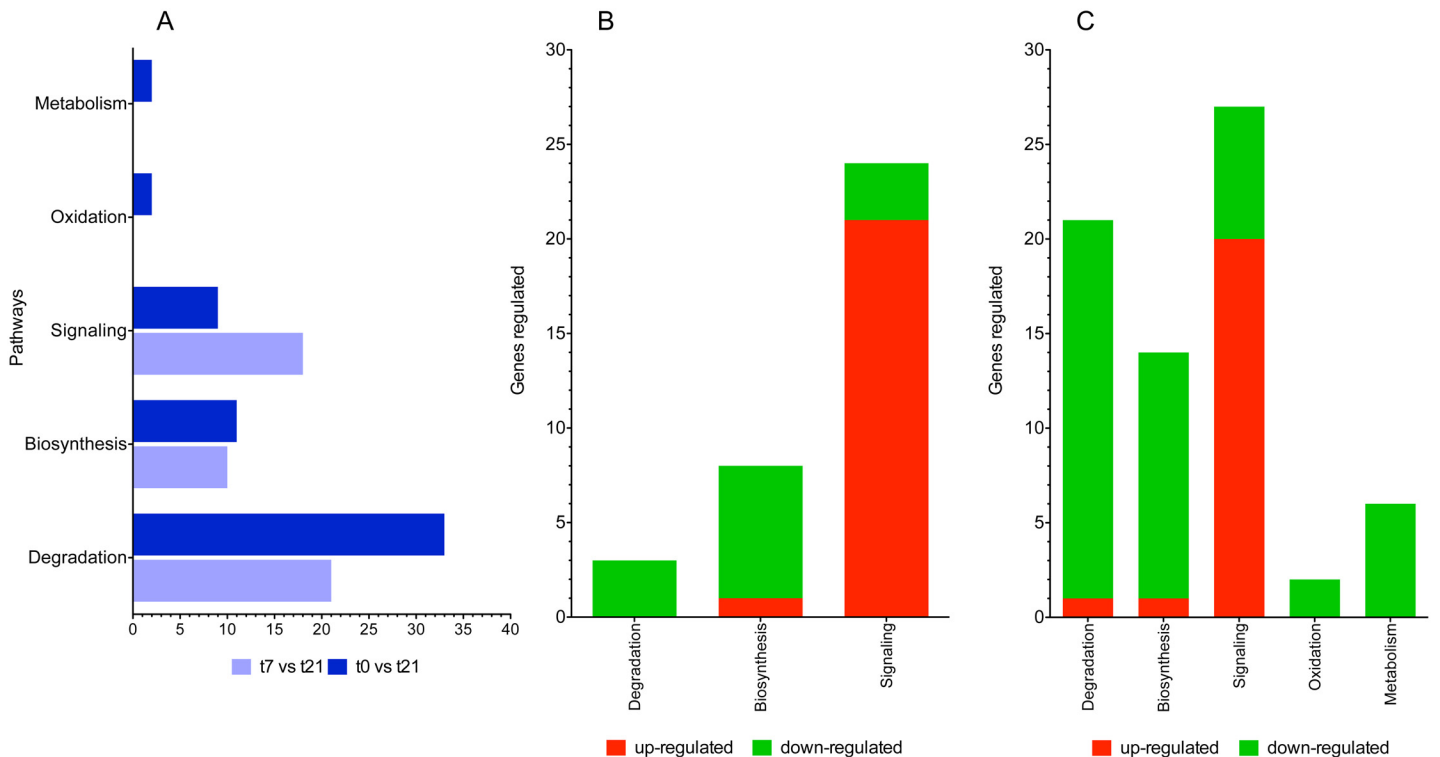 A
Pathways
Metabolism
Oxidation
Signaling
Biosynthesis
Degradation
0 5 10 15 20 25 30 35 40
t7 vs t21 t0 vs t21
B
Genes regulated
30
25
20
15
10
5
0
Degradation
Biosynthesis
Signaling
up-regulated down-regulated
C
Genes regulated
30
25
20
15
10
5
0
Degradation
Biosynthesis
Signaling
Oxidation
Metabolism
up-regulated down-regulated